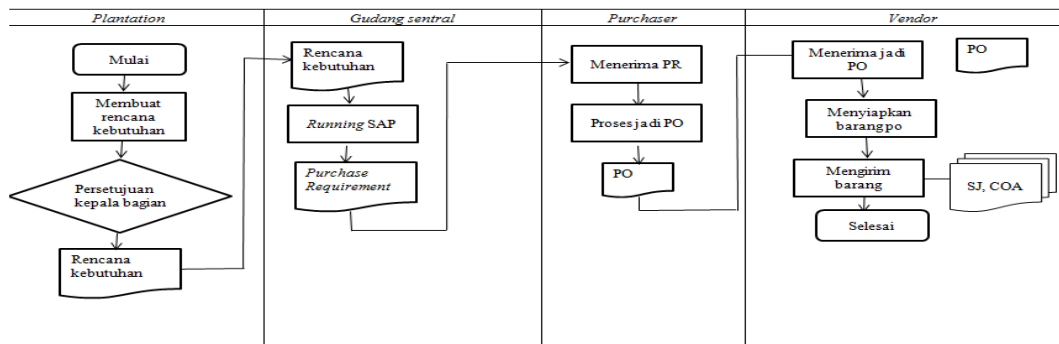 Plantation
Gudang sentral
Purchaser
Vendor
Mulai
Membuat
rencana
kebutuhan
Persetujuan
kepala bagian
Rencana
kebutuhan
Rencana
kebutuhan
Running SAP
Purchase
Requirement
Menerima PR
Proses jadi PO
PO
Menerima jadi
PO
PO
Menyiapkan
barang po
Mengirim
barang
SJ, COA
Selesai